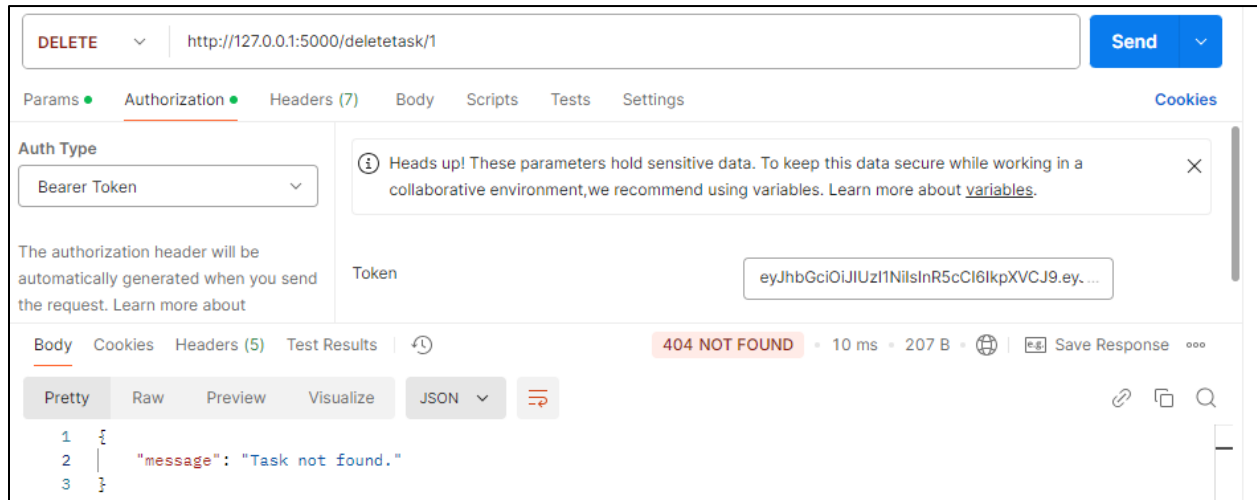 DELETE http://127.0.0.1:5000/deletetask/1 Send
Params Authorization Headers (7) Body Scripts Tests Settings Cookies
Auth Type
Bearer Token
Heads up! These parameters hold sensitive data. To keep this data secure while working in a
collaborative environment,we recommend using variables. Learn more about variables.
The authorization header will be
automatically generated when you send
the request. Learn more about
Token eyJhbGciOiJIUzI1NiIsInR5cCI6IkpXVCJ9.ey....
Body Cookies Headers (5) Test Results 404 NOT FOUND 10 ms 207 B e.g. Save Response
Pretty Raw Preview Visualize JSON
1 {
2 "message": "Task not found."
3 }